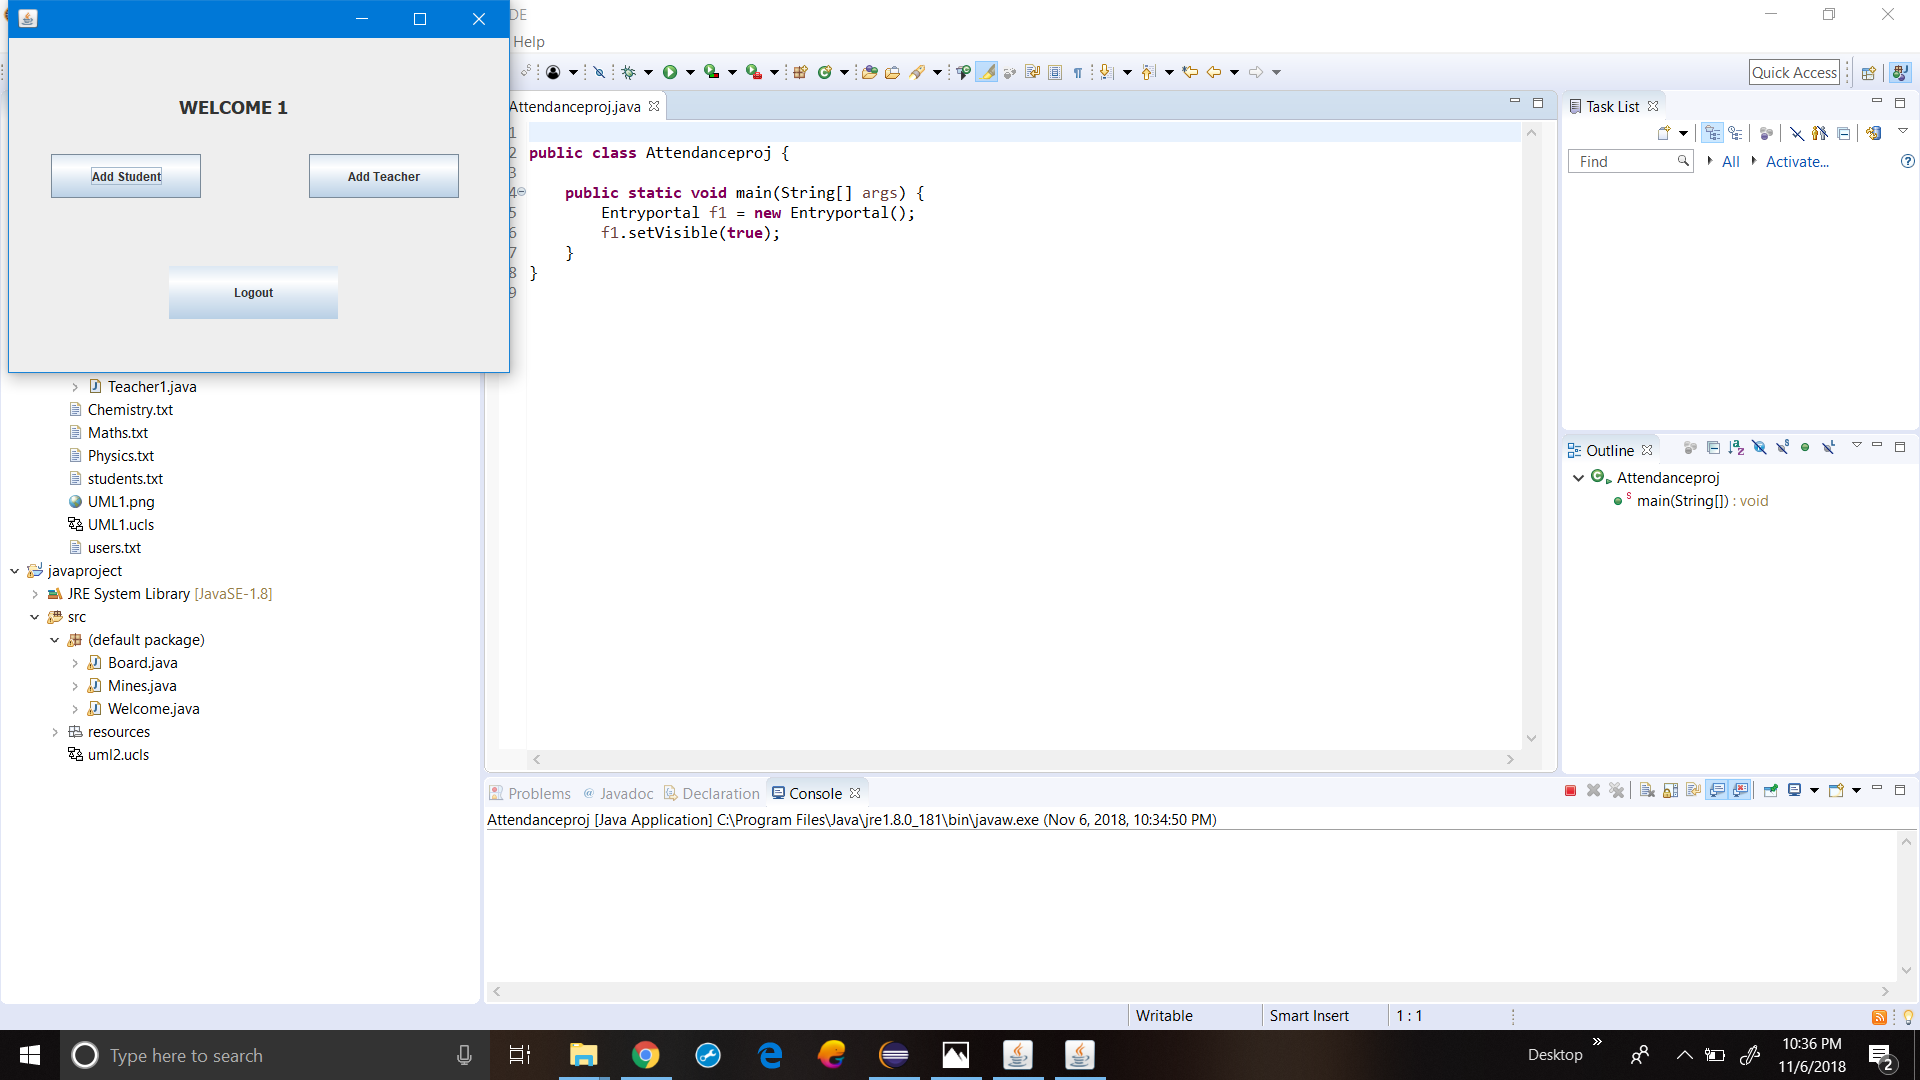 DE
Help
Quick Access
WELCOME 1
Add Student
Add Teacher
Logout
Teacher1.java
Chemistry.txt
Maths.txt
Physics.txt
students.txt
UML1.png
UML1.ucls
users.txt
javaproject
JRE System Library [JavaSE-1.8]
src
(default package)
Board.java
Mines.java
Welcome.java
resources
uml2.ucls
Attendanceproj.java
1
2 public class Attendanceproj {
3
4 public static void main(String[] args) {
5 Entryportal f1 = new Entryportal();
6 f1.setVisible(true);
7 }
8 }
9
Task List
Find
All
Activate...
Outline
Attendanceproj
main(String[]) : void
Problems @ Javadoc Declaration Console
Attendanceproj [Java Application] C:\Program Files\Java\jre1.8.0_181\bin\javaw.exe (Nov 6, 2018, 10:34:50 PM)
Writable
Smart Insert
1 : 1
Type here to search
Desktop
10:36 PM
11/6/2018
2